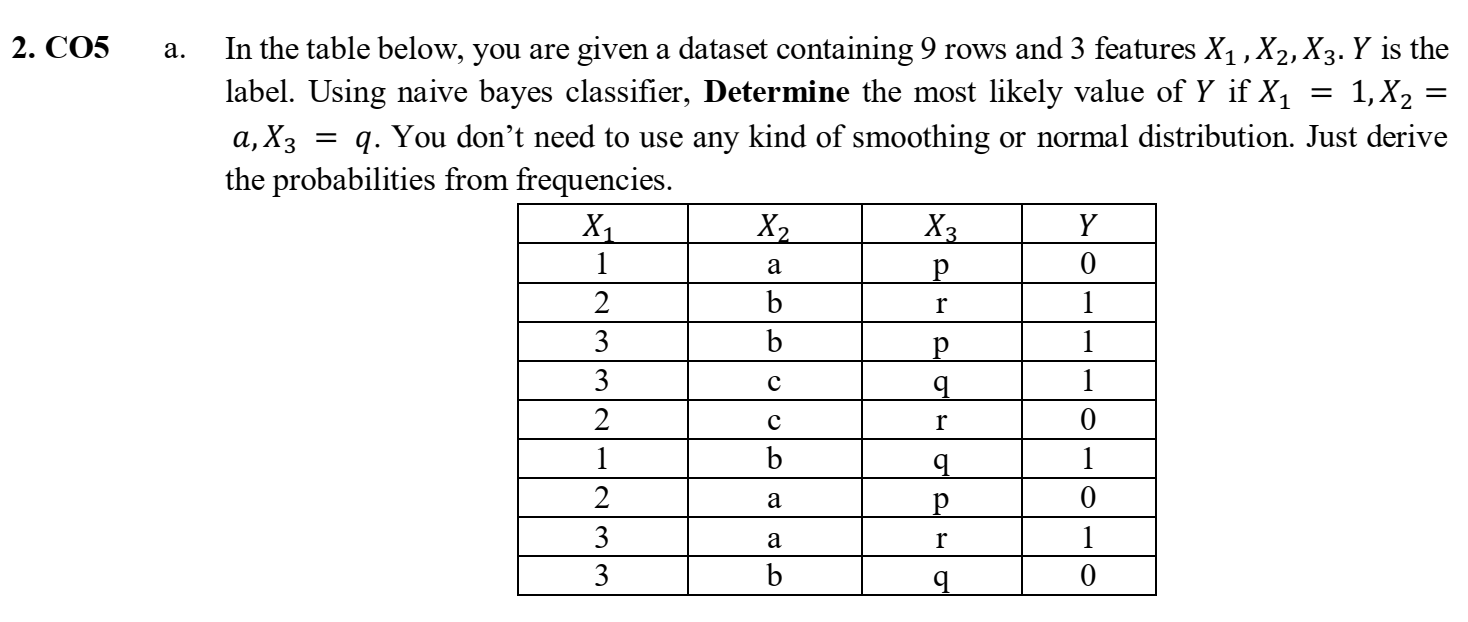 2. CO5 a. In the table below, you are given a dataset containing 9 rows and 3 features X₁ , X₂, X₃. Y is the
label. Using naive bayes classifier, Determine the most likely value of Y if X₁ = 1, X₂ =
a, X₃ = q. You don’t need to use any kind of smoothing or normal distribution. Just derive
the probabilities from frequencies.
X₁ X₂ X₃ Y
1 a p 0
2 b r 1
3 b p 1
3 c q 1
2 c r 0
1 b q 1
2 a p 0
3 a r 1
3 b q 0